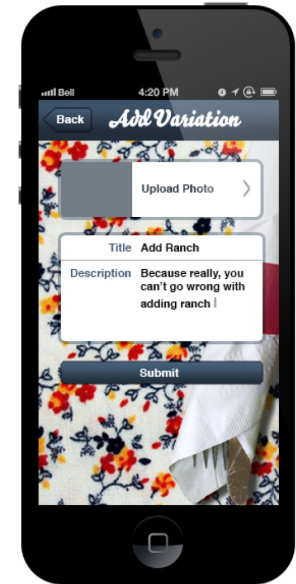 Bell 4:20 PM
Back Add Variation
Upload Photo
Title Add Ranch
Description Because really, you
can't go wrong with
adding ranch
Submit